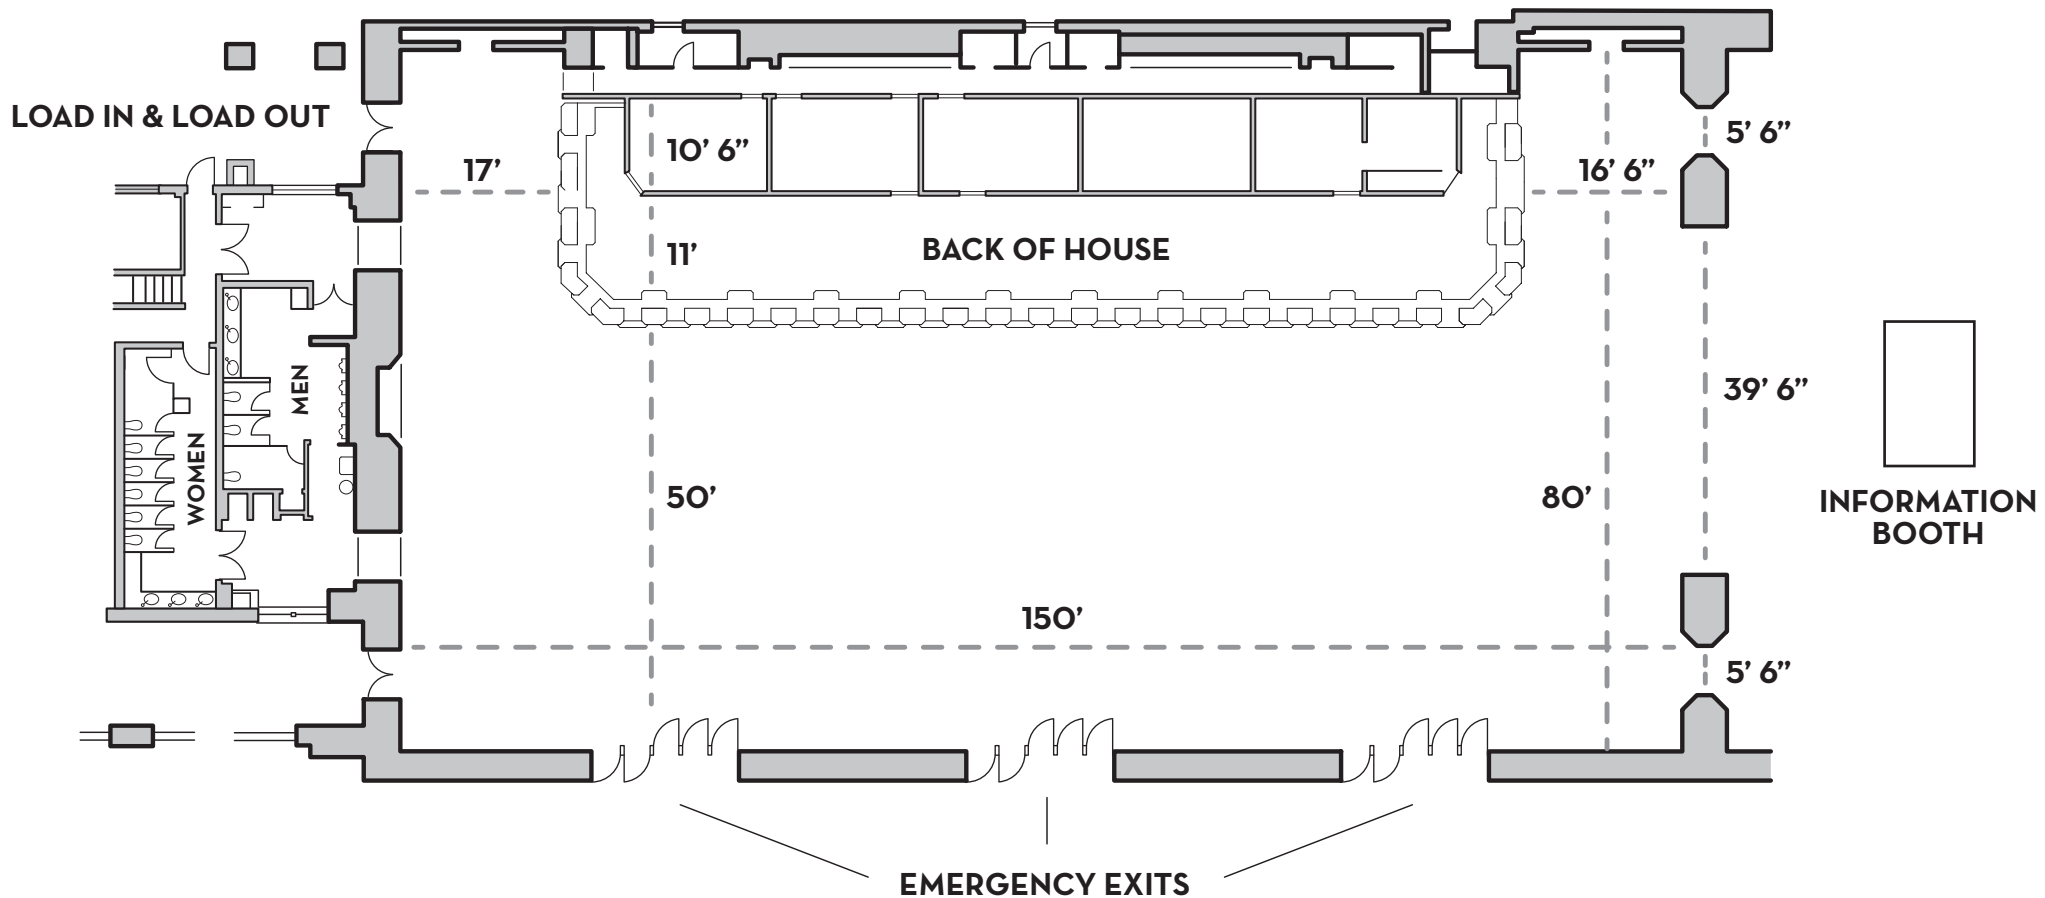 LOAD IN & LOAD OUT
5’ 6”
10’ 6”
17’
16’ 6”
BACK OF HOUSE
11’
MEN
39’ 6”
WOMEN
50’
80’
INFORMATION
BOOTH
150’
5’ 6”
EMERGENCY EXITS